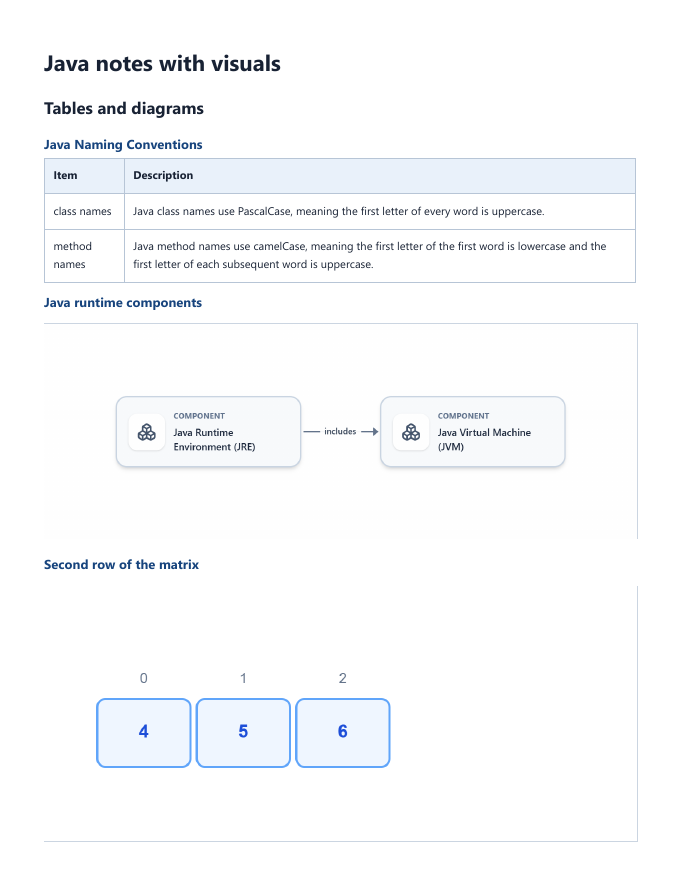 Java notes with visuals
Tables and diagrams
Java Naming Conventions
Item Description
class names Java class names use PascalCase, meaning the first letter of every word is uppercase.
method names Java method names use camelCase, meaning the first letter of the first word is lowercase and the
first letter of each subsequent word is uppercase.
Java runtime components
COMPONENT
Java Runtime
Environment (JRE)
includes
COMPONENT
Java Virtual Machine
(JVM)
Second row of the matrix
0 1 2
4 5 6